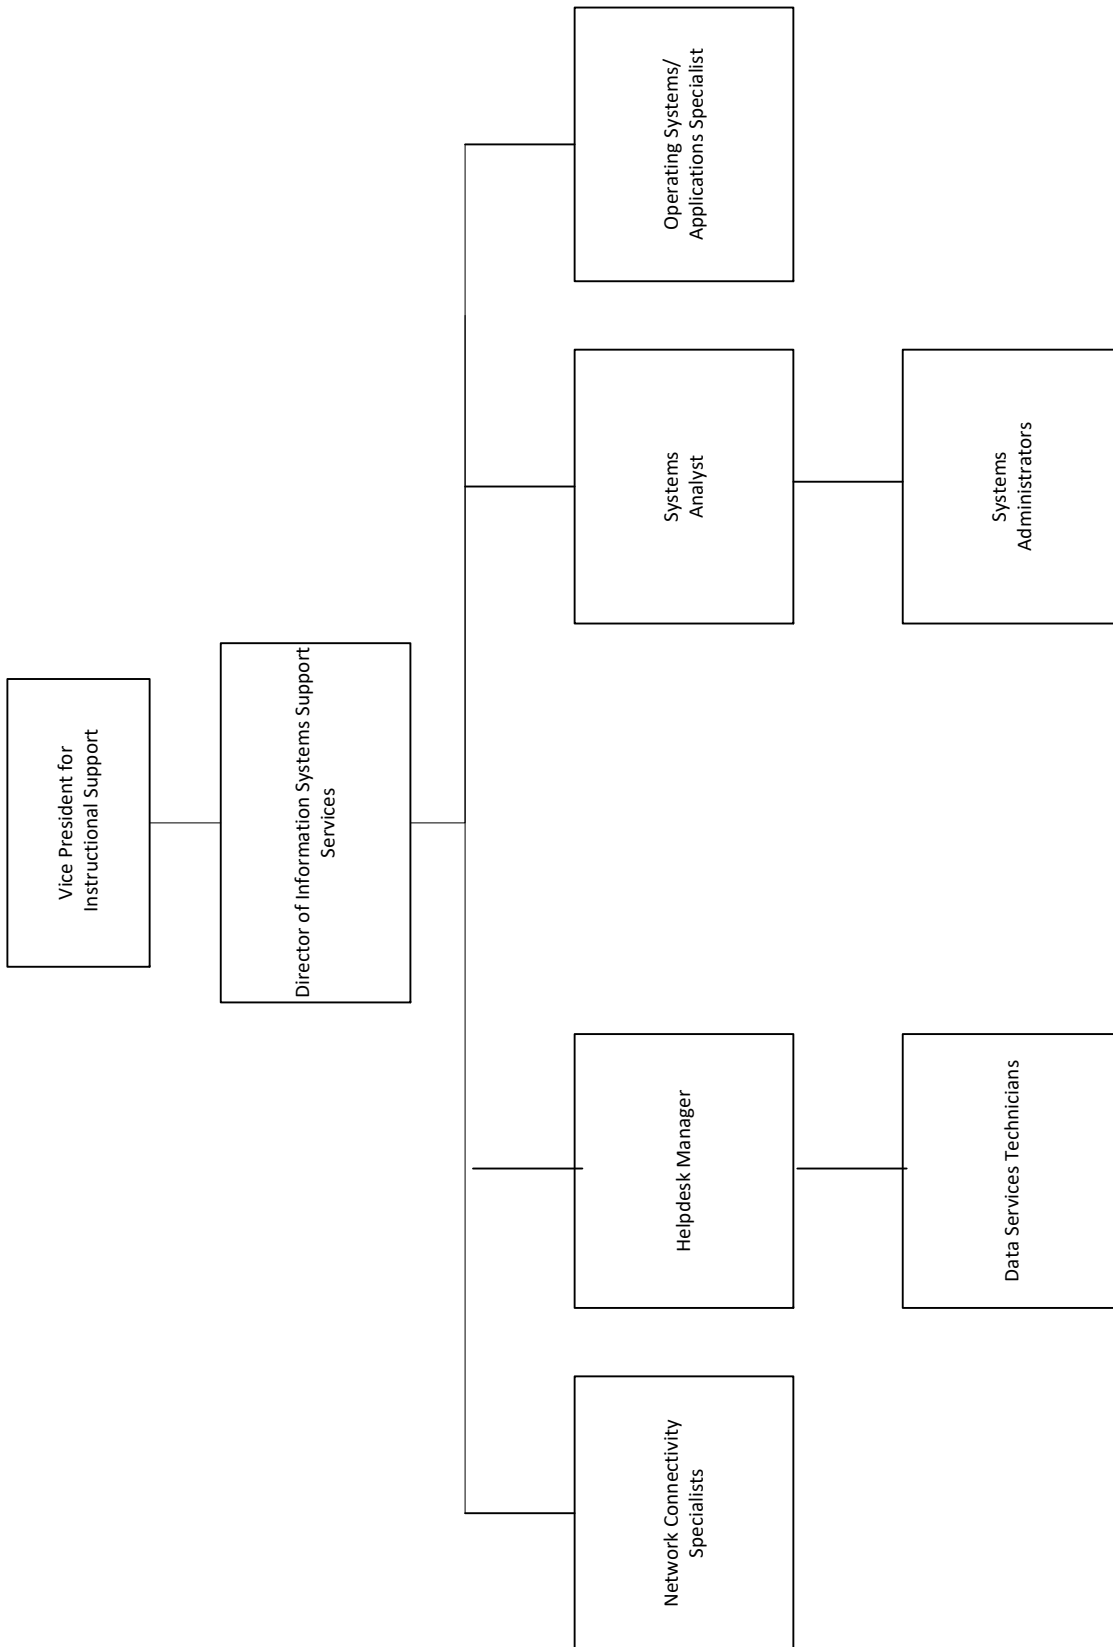 Vice President for
Instructional Support
Director of Information Systems Support
Services
Network Connectivity
Specialists
Helpdesk Manager
Systems
Analyst
Operating Systems/
Applications Specialist
Data Services Technicians
Systems
Administrators